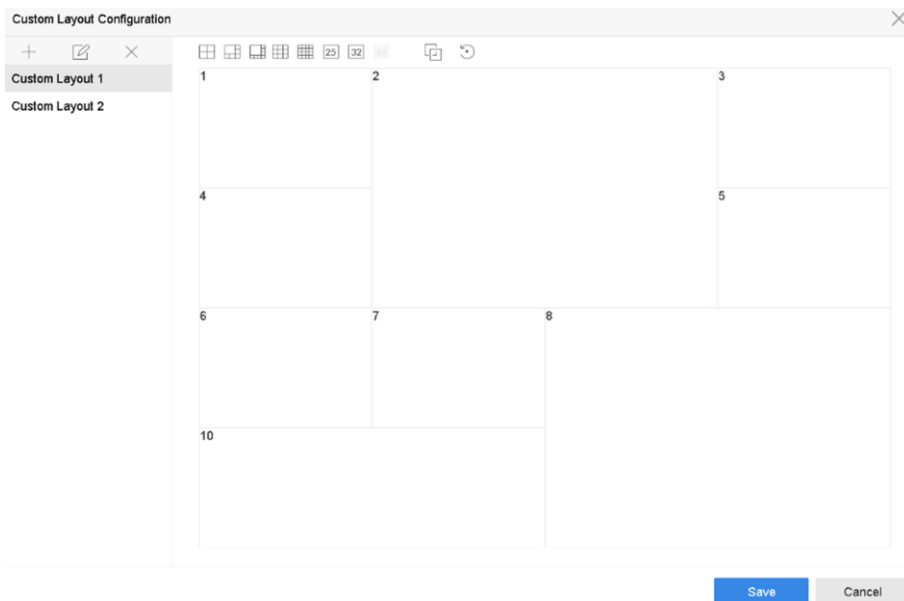 Custom Layout Configuration
25 32 64
Custom Layout 1
Custom Layout 2
1 2 3
4 5
6 7 8
10
Save Cancel